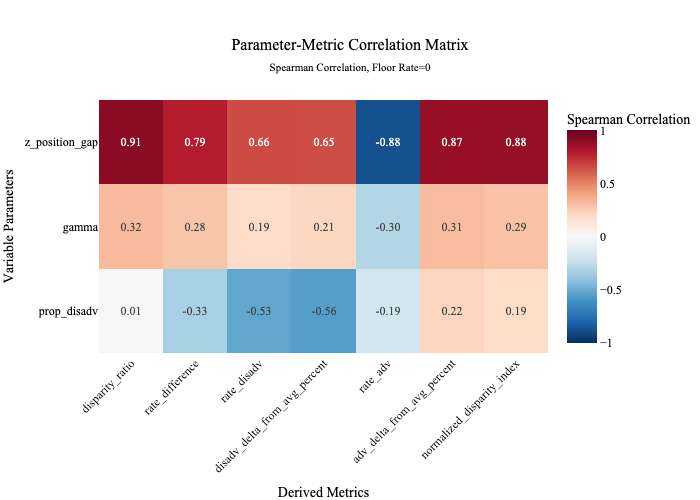 Parameter-Metric Correlation Matrix
Spearman Correlation, Floor Rate=0
Spearman Correlation
Variable Parameters
z_position_gap 0.91 0.79 0.66 0.65 -0.88 0.87 0.88
gamma 0.32 0.28 0.19 0.21 -0.30 0.31 0.29
prop_disadv 0.01 -0.33 -0.53 -0.56 -0.19 0.22 0.19
1
0.5
0
−0.5
−1
disparity_ratio
rate_difference
rate_disadv
disadv_delta_from_avg_percent
rate_adv
adv_delta_from_avg_percent
normalized_disparity_index
Derived Metrics